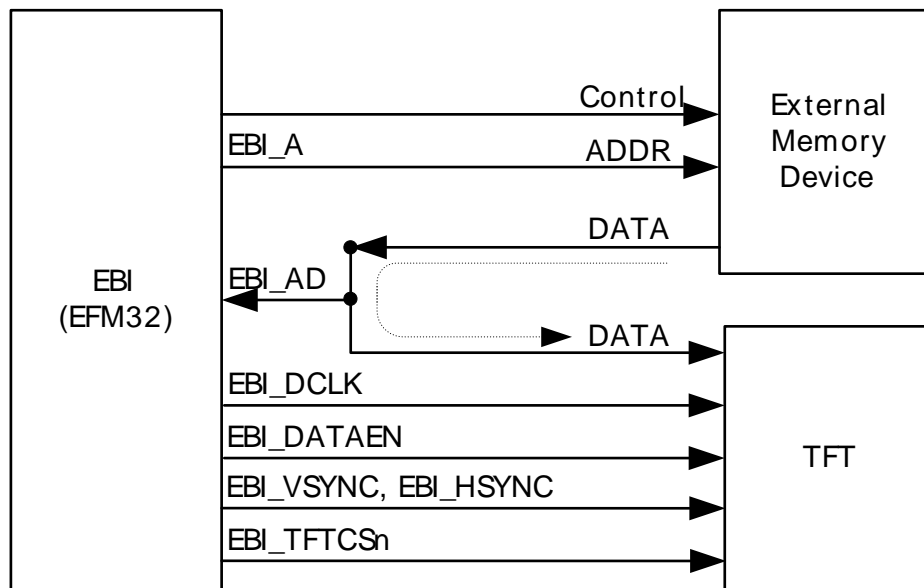 Control
External
Memory
Device
EBI_A
ADDR
DATA
EBI_AD
EBI
(EFM32)
DATA
EBI_DCLK
EBI_DATAEN
TFT
EBI_VSYNC, EBI_HSYNC
EBI_TFTCSn